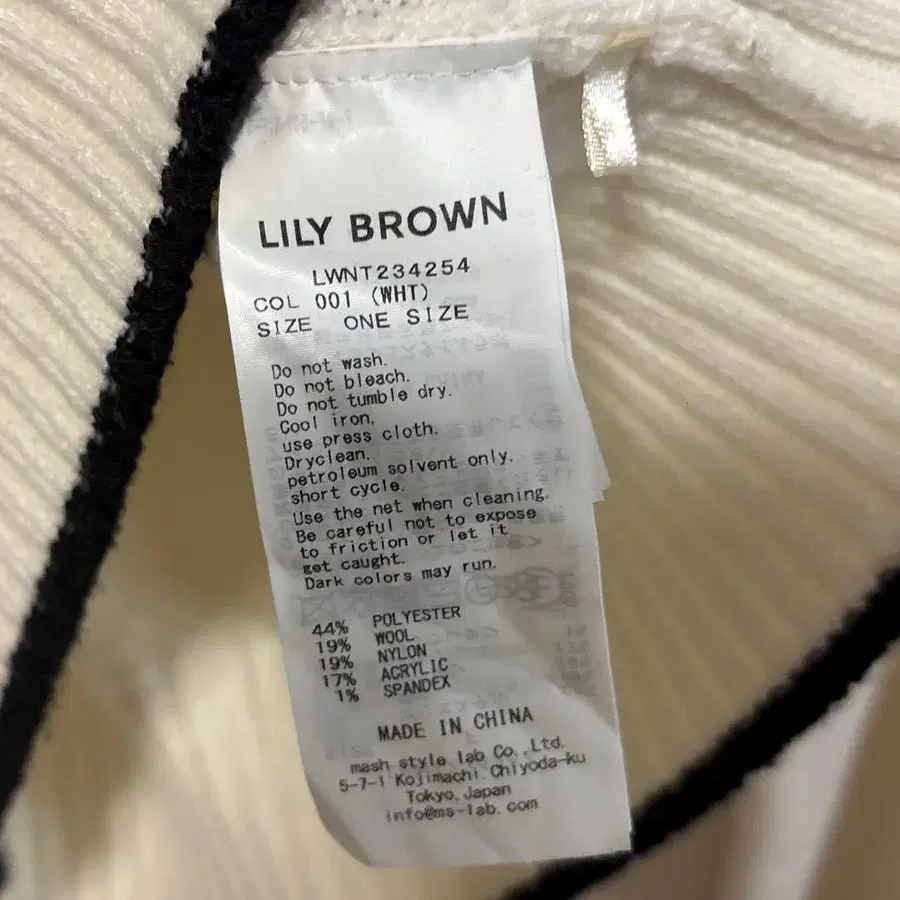 LILY BROWN
LWNT234254
COL 001 (WHT)
SIZE ONE SIZE
Do not wash.
Do not bleach.
Do not tumble dry.
Cool iron,
use press cloth.
Dryclean,
petroleum solvent only.
short cycle.
Use the net when cleaning.
Be careful not to expose
to friction or let it
get caught.
Dark colors may run.
44% POLYESTER
19% WOOL
19% NYLON
17% ACRYLIC
1% SPANDEX
MADE IN CHINA
mash style lab Co.,Ltd.
5-7-1 Kojimachi.Chiyoda-ku
Tokyo,Japan
info@ms-lab.com